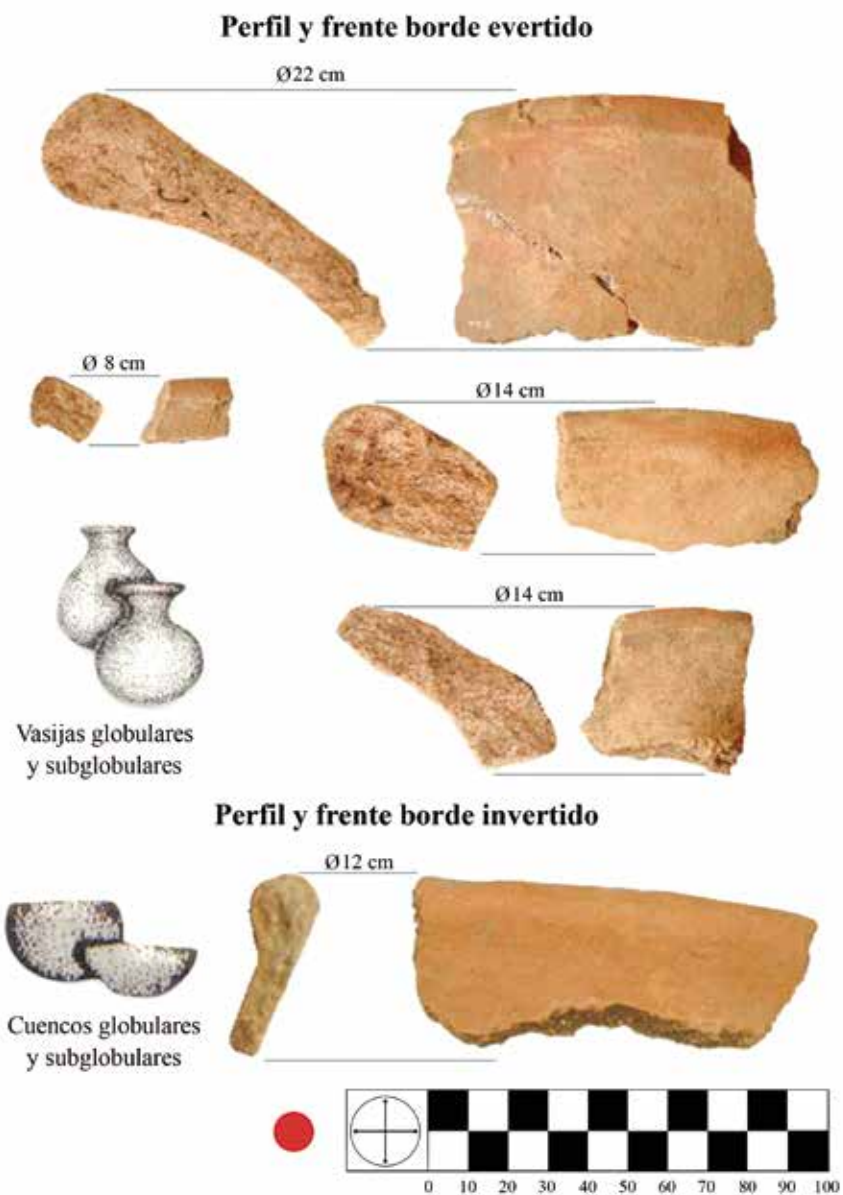 Perfil y frente borde evertido
Ø22 cm
Ø 8 cm
Ø14 cm
Ø14 cm
Vasijas globulares
y subglobulares
Perfil y frente borde invertido
Ø12 cm
Cuencos globulares
y subglobulares
0 10 20 30 40 50 60 70 80 90 100